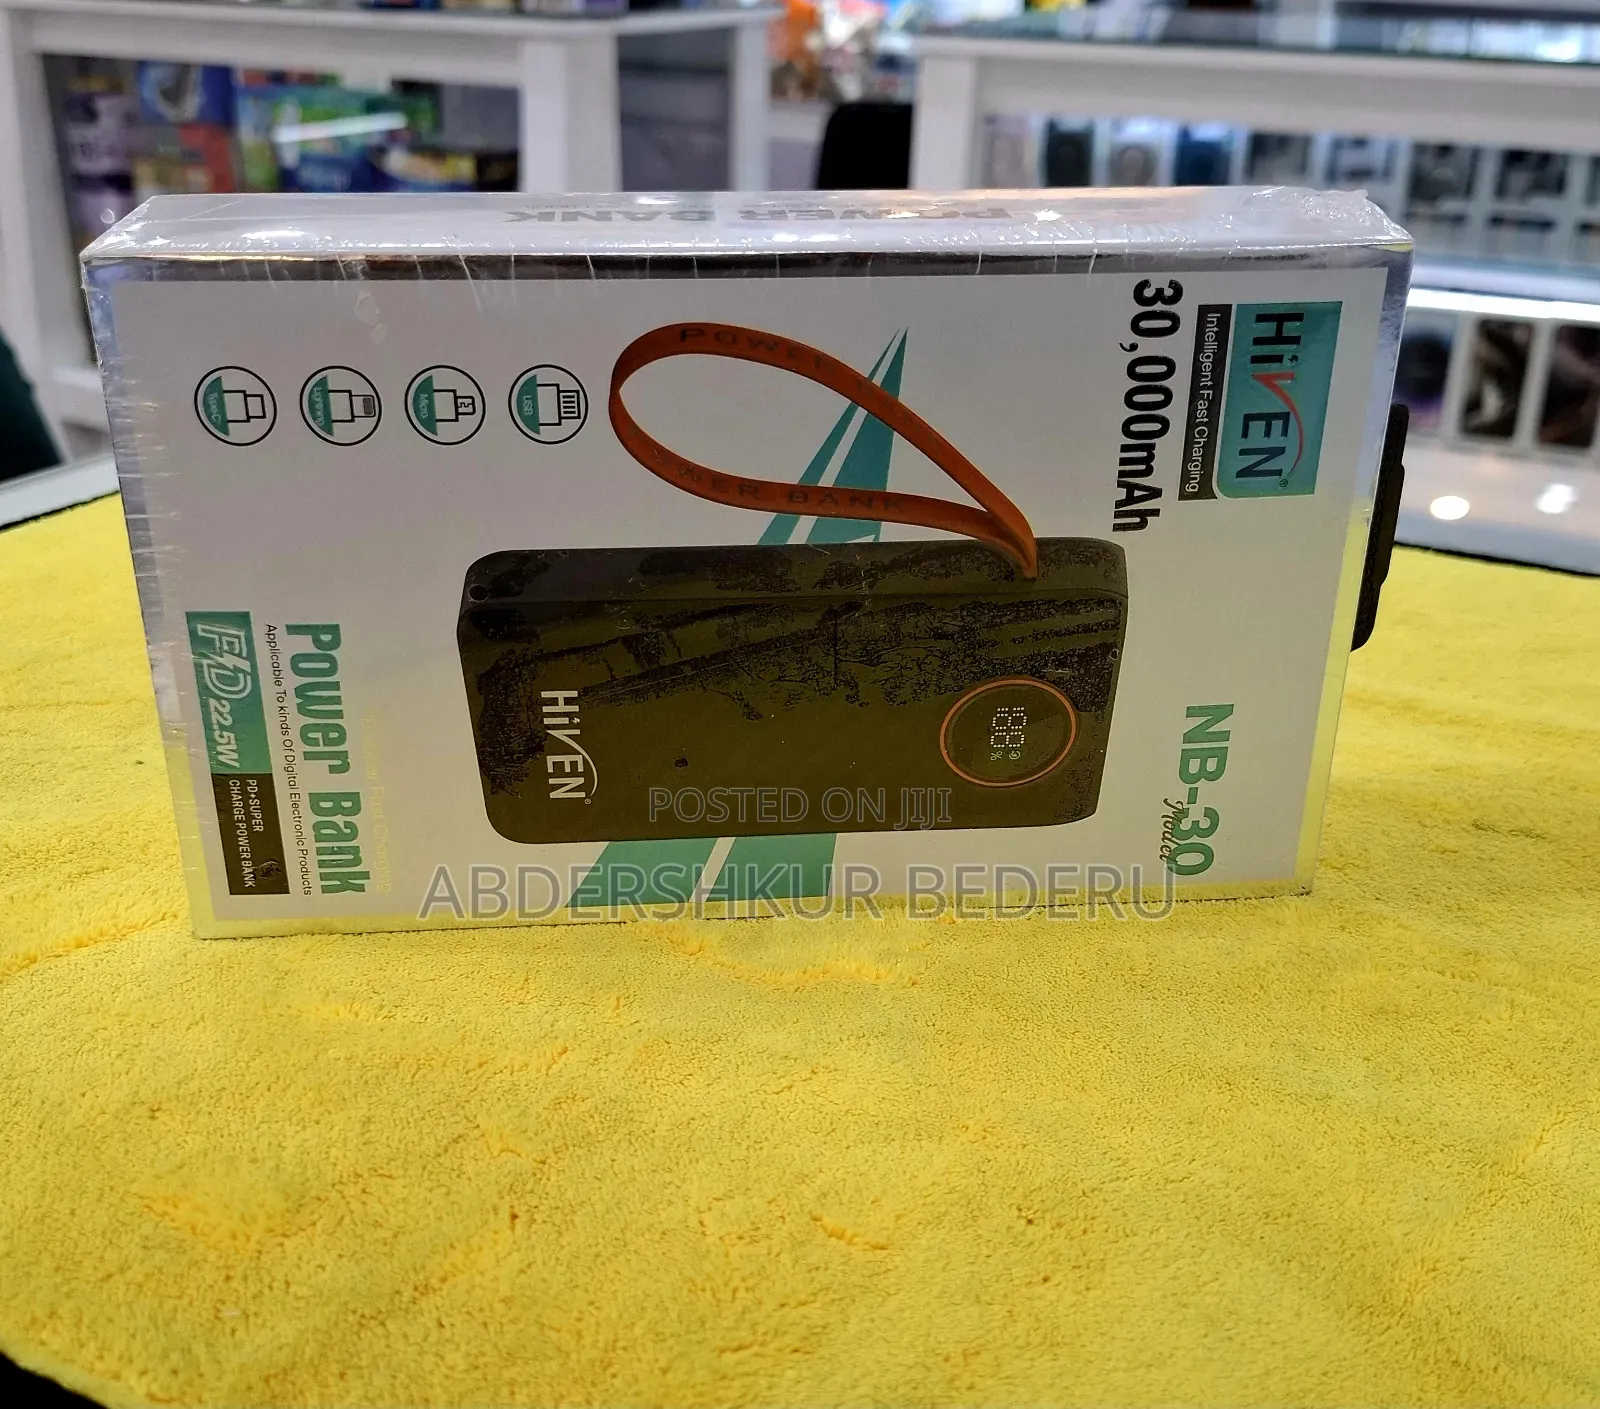 POWER BANK
HiVEN®
Intelligent Fast Charging
30,000mAh
NB-30
Model
POWER BANK
POWER BANK
188%
HiVEN®
USB
Micro
Lightning
Type-C
Power Bank
Applicable To Kinds Of Digital Electronic Products
PD 22.5W
PD+SUPER
CHARGE POWER BANK
POSTED ON JIJI
ABDERSHKUR BEDERU